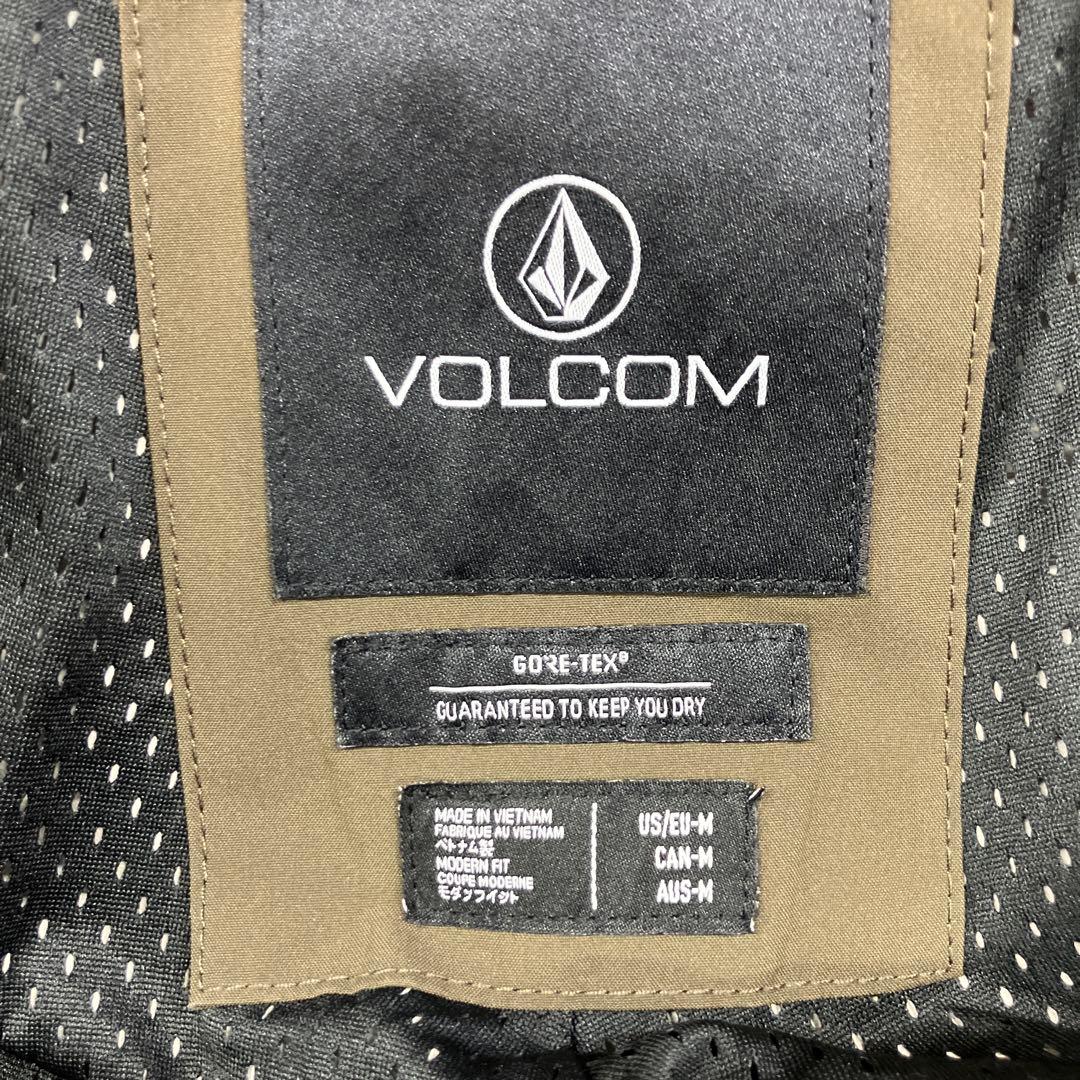 VOLCOM
GORE-TEX®
GUARANTEED TO KEEP YOU DRY
MADE IN VIETNAM
FABRIQUE AU VIETNAM
ベトナム製
MODERN FIT
COUPE MODERNE
モダンフイット
US/EU-M
CAN-M
AUS-M